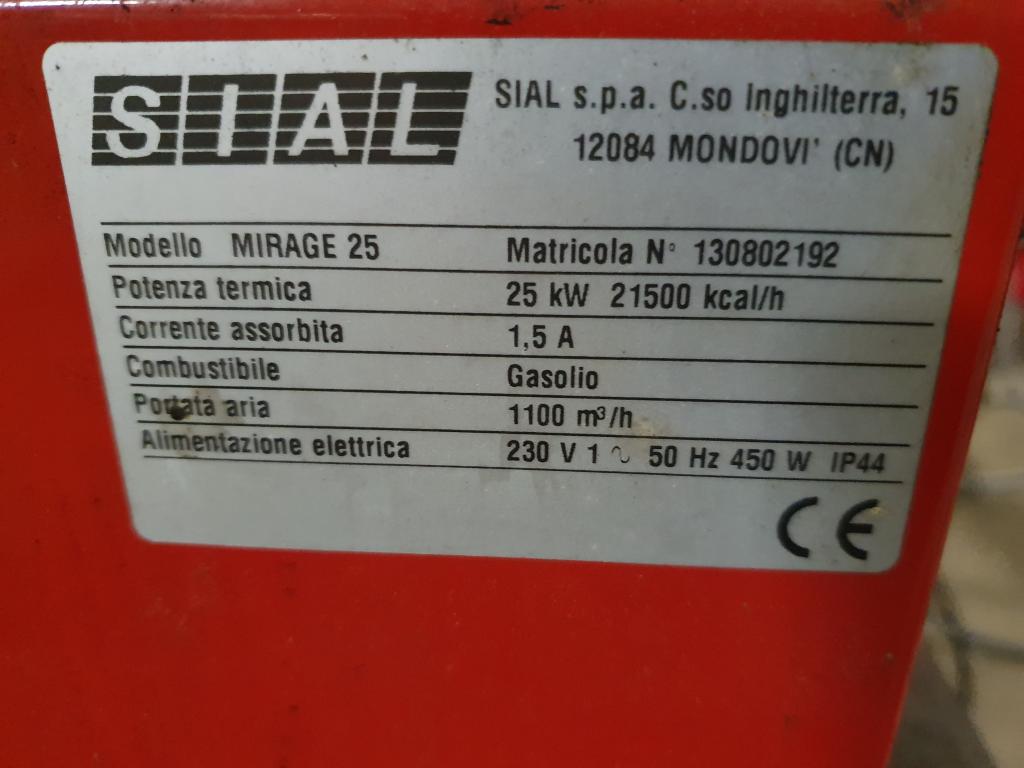 SIAL
SIAL s.p.a. C.so Inghilterra, 15
12084 MONDOVI' (CN)
Modello MIRAGE 25 Matricola N° 130802192
Potenza termica 25 kW 21500 kcal/h
Corrente assorbita 1,5 A
Combustibile Gasolio
Portata aria 1100 m³/h
Alimentazione elettrica 230 V 1 ~ 50 Hz 450 W IP44
CE